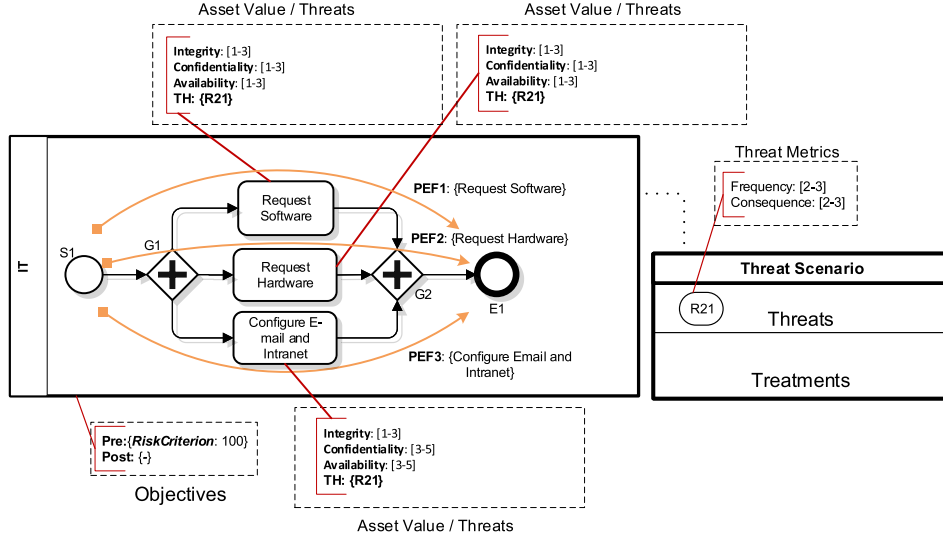 Asset Value / Threats
Integrity: [1-3]
Confidentiality: [1-3]
Availability: [1-3]
TH: {R21}
Asset Value / Threats
Integrity: [1-3]
Confidentiality: [1-3]
Availability: [1-3]
TH: {R21}
Threat Metrics
Frequency: [2-3]
Consequence: [2-3]
IT
S1
G1
Request
Software
Request
Hardware
Configure E-
mail and
Intranet
G2
E1
PEF1: {Request Software}
PEF2: {Request Hardware}
PEF3: {Configure Email and
Intranet}
Threat Scenario
R21
Threats
Treatments
Pre:{RiskCriterion: 100}
Post: {-}
Objectives
Integrity: [1-3]
Confidentiality: [3-5]
Availability: [3-5]
TH: {R21}
Asset Value / Threats